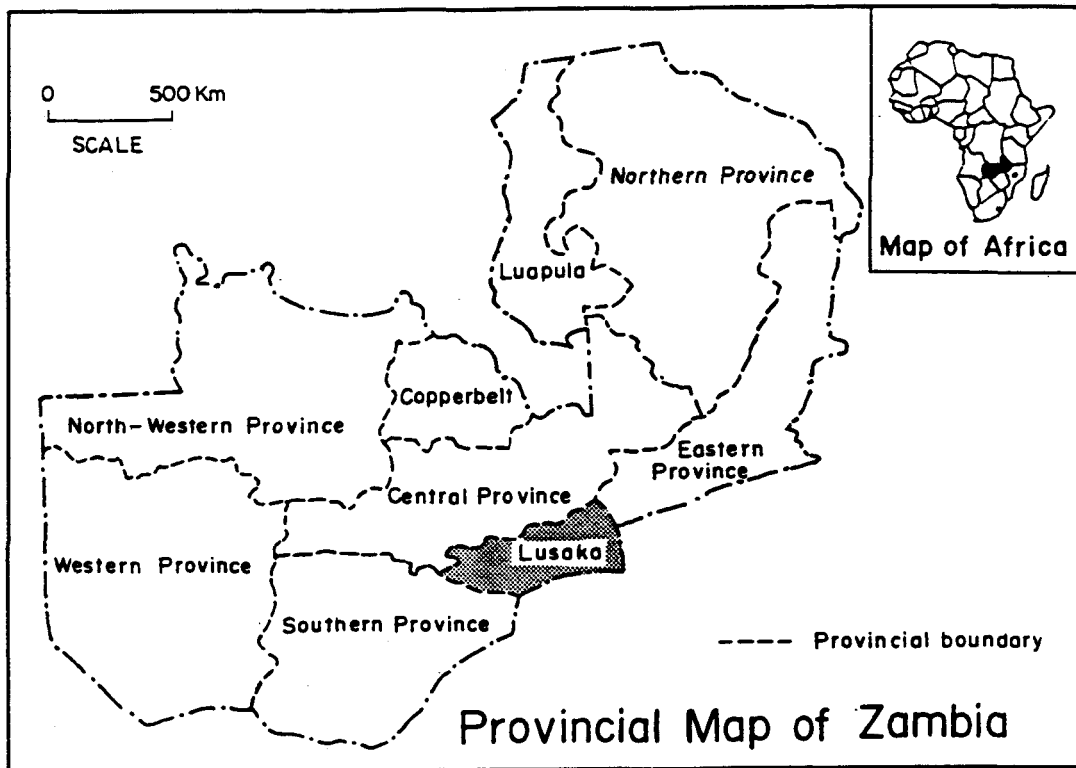 0 500 Km
SCALE
Northern Province
Map of Africa
Luapula
Copperbelt
North-Western Province
Eastern
Province
Central Province
Lusaka
Western Province
Southern Province
Provincial boundary
Provincial Map of Zambia